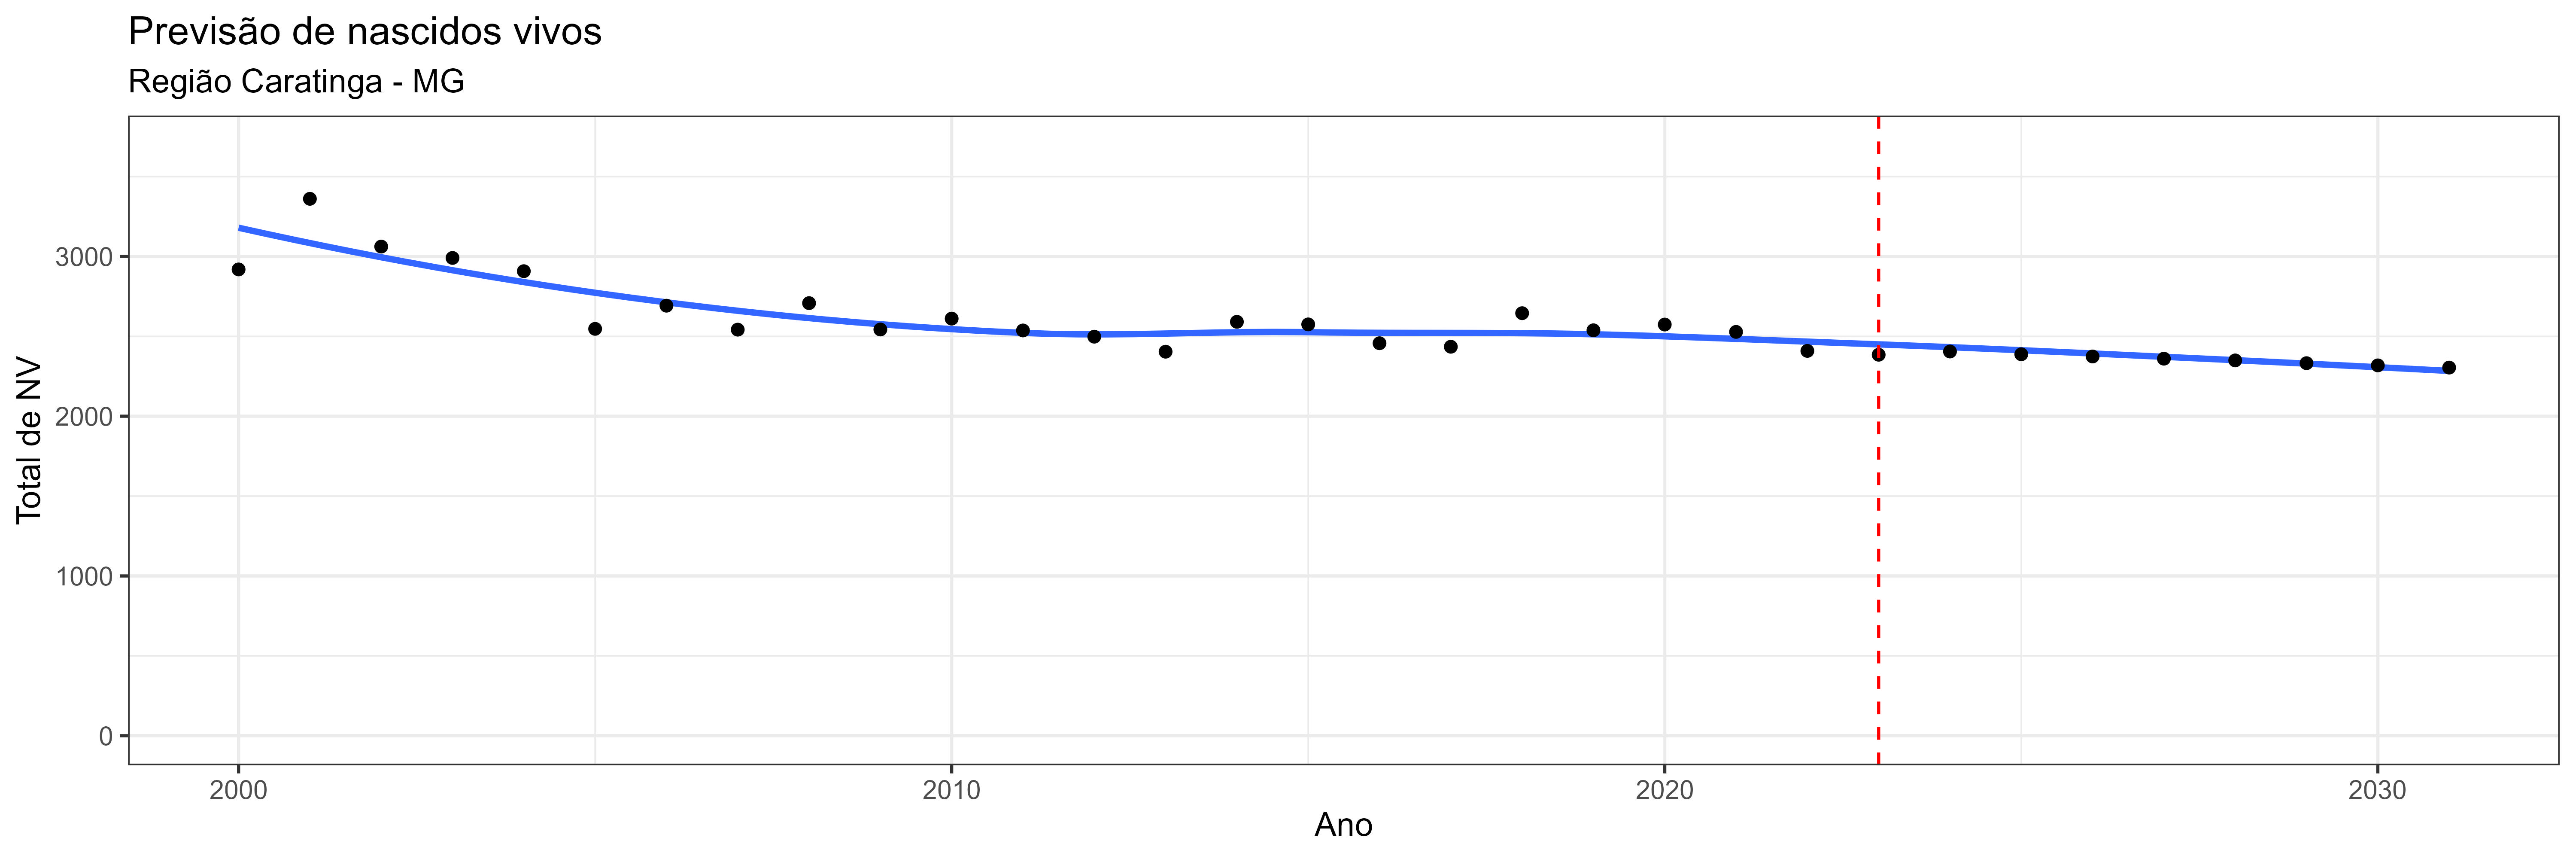 Previsão de nascidos vivos
Região Caratinga - MG
Total de NV
3000
2000
1000
0
2000
2010
2020
2030
Ano